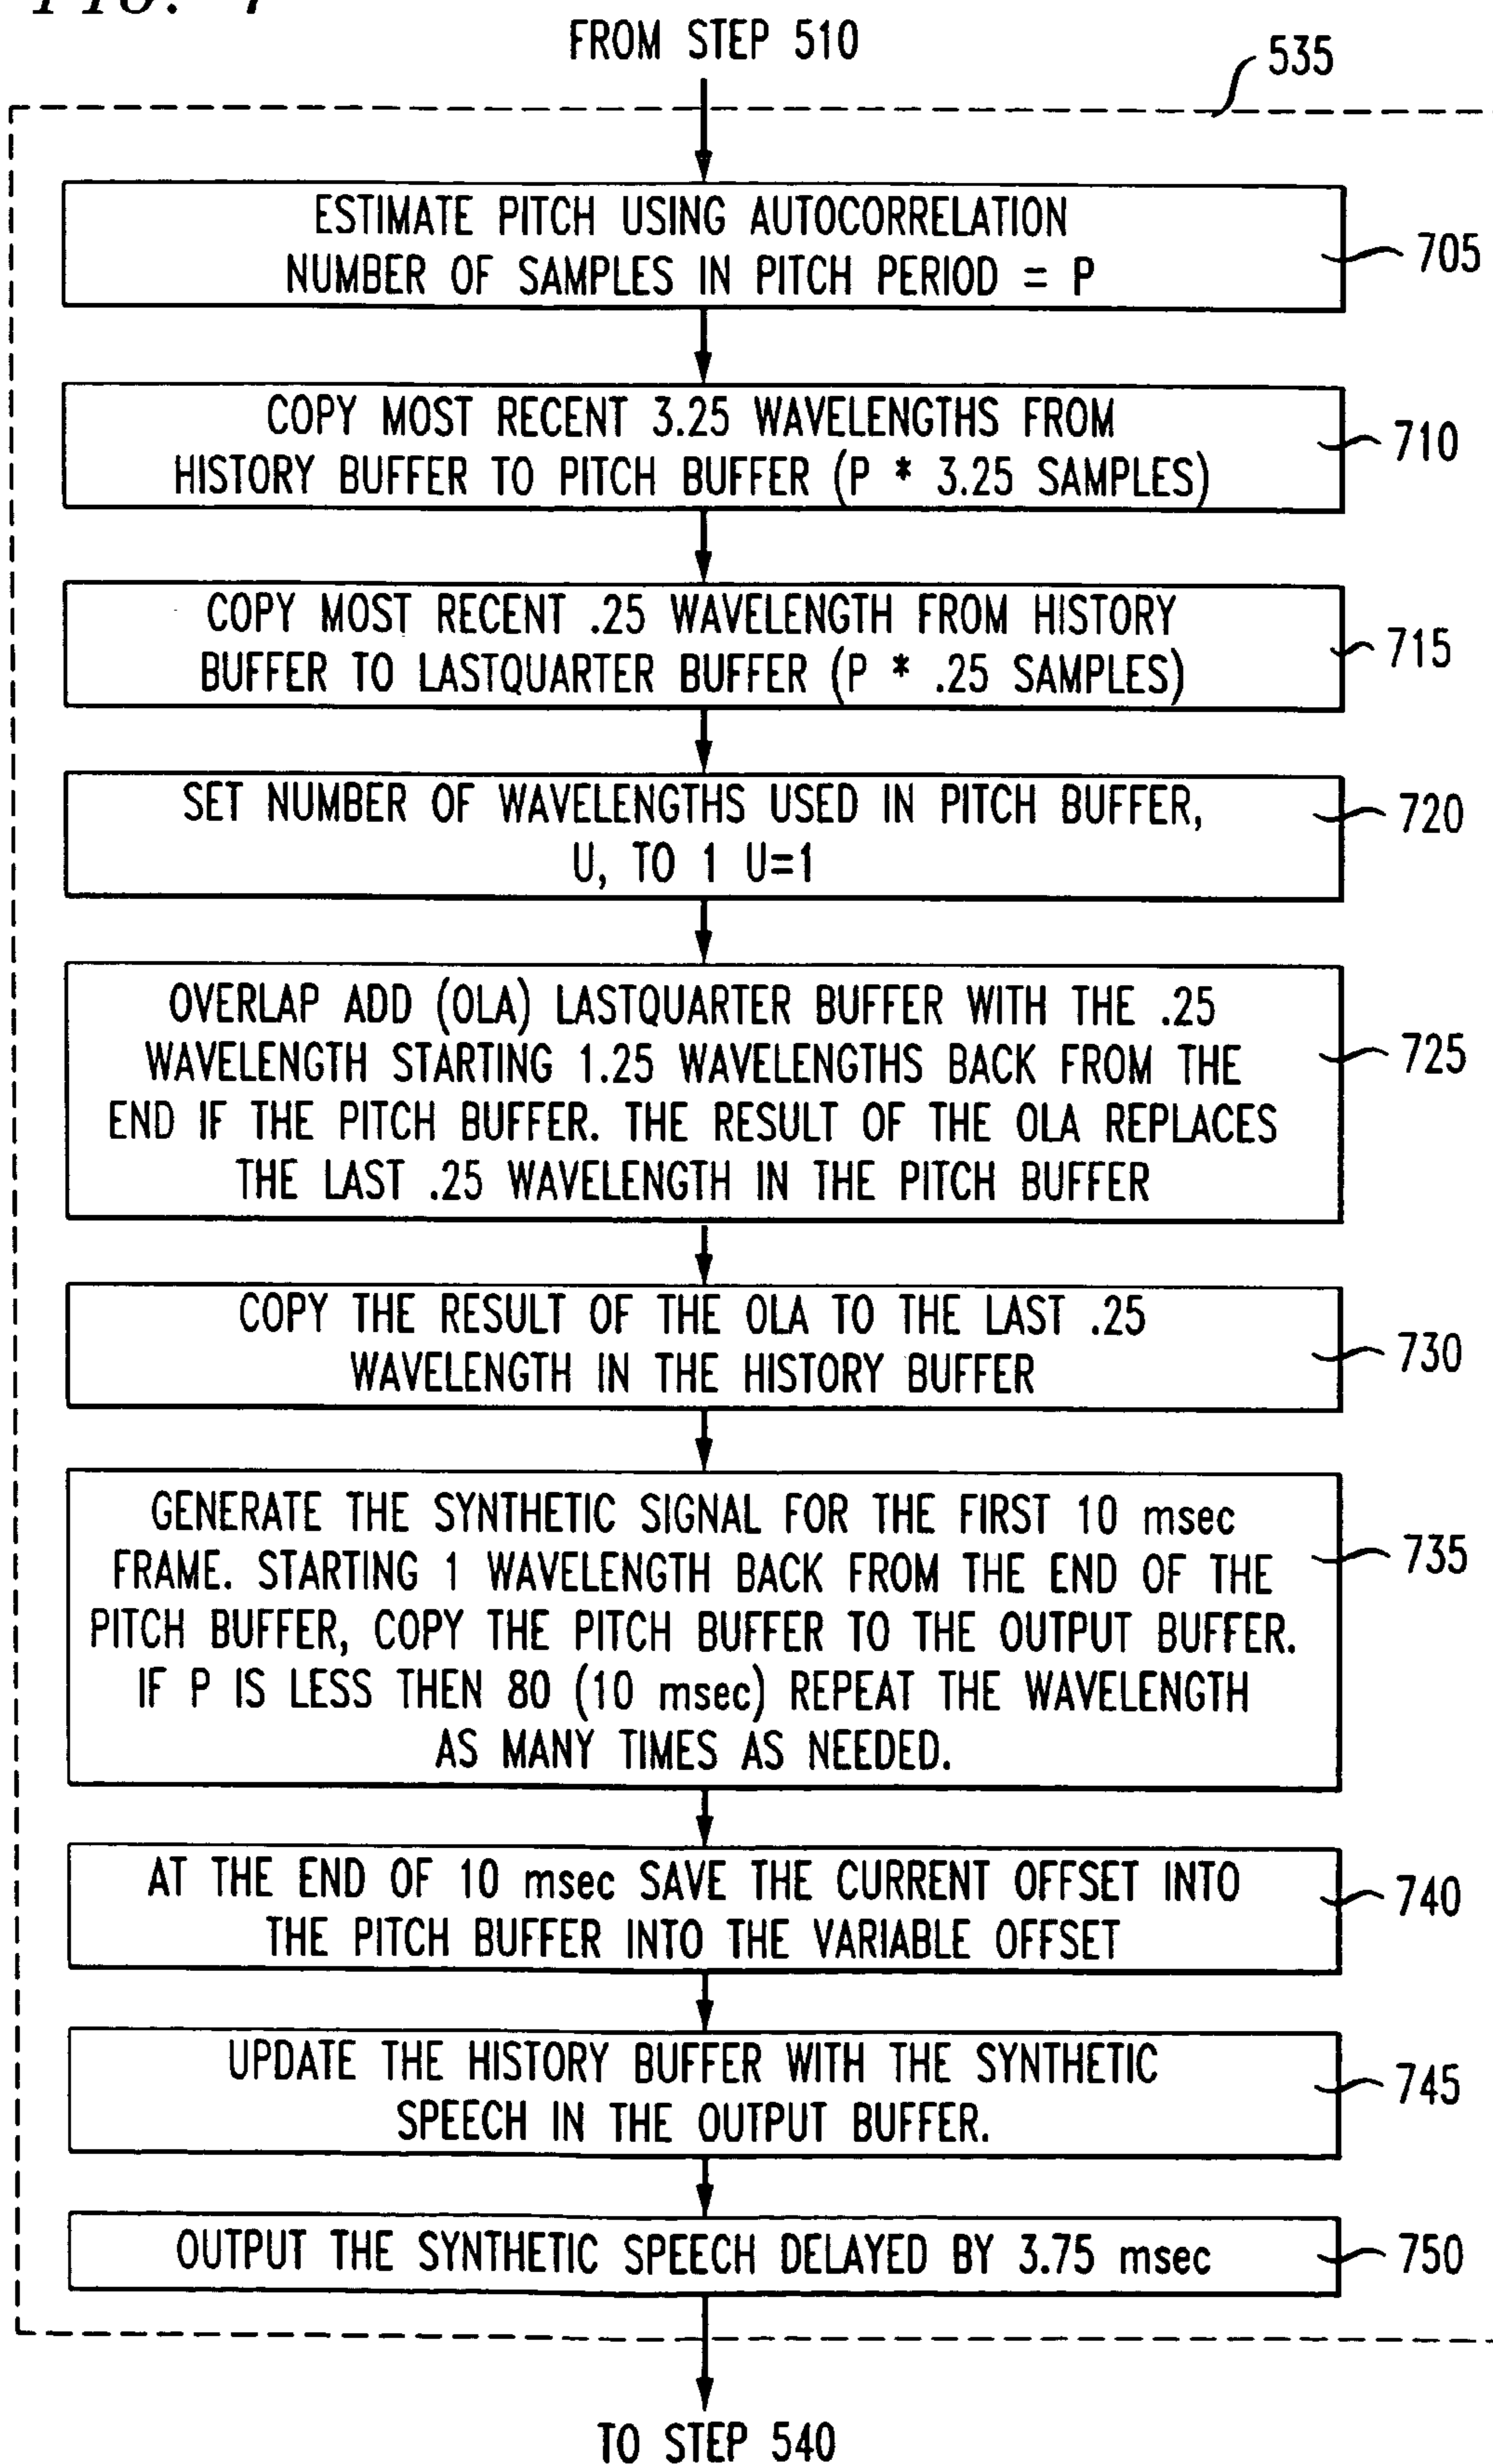 FROM STEP 510
535
ESTIMATE PITCH USING AUTOCORRELATION
NUMBER OF SAMPLES IN PITCH PERIOD = P
705
COPY MOST RECENT 3.25 WAVELENGTHS FROM
HISTORY BUFFER TO PITCH BUFFER (P * 3.25 SAMPLES)
710
COPY MOST RECENT .25 WAVELENGTH FROM HISTORY
BUFFER TO LASTQUARTER BUFFER (P * .25 SAMPLES)
715
SET NUMBER OF WAVELENGTHS USED IN PITCH BUFFER,
U, TO 1 U=1
720
OVERLAP ADD (OLA) LASTQUARTER BUFFER WITH THE .25
WAVELENGTH STARTING 1.25 WAVELENGTHS BACK FROM THE
END IF THE PITCH BUFFER. THE RESULT OF THE OLA REPLACES
THE LAST .25 WAVELENGTH IN THE PITCH BUFFER
725
COPY THE RESULT OF THE OLA TO THE LAST .25
WAVELENGTH IN THE HISTORY BUFFER
730
GENERATE THE SYNTHETIC SIGNAL FOR THE FIRST 10 msec
FRAME. STARTING 1 WAVELENGTH BACK FROM THE END OF THE
PITCH BUFFER, COPY THE PITCH BUFFER TO THE OUTPUT BUFFER.
IF P IS LESS THEN 80 (10 msec) REPEAT THE WAVELENGTH
AS MANY TIMES AS NEEDED.
735
AT THE END OF 10 msec SAVE THE CURRENT OFFSET INTO
THE PITCH BUFFER INTO THE VARIABLE OFFSET
740
UPDATE THE HISTORY BUFFER WITH THE SYNTHETIC
SPEECH IN THE OUTPUT BUFFER.
745
OUTPUT THE SYNTHETIC SPEECH DELAYED BY 3.75 msec
750
TO STEP 540